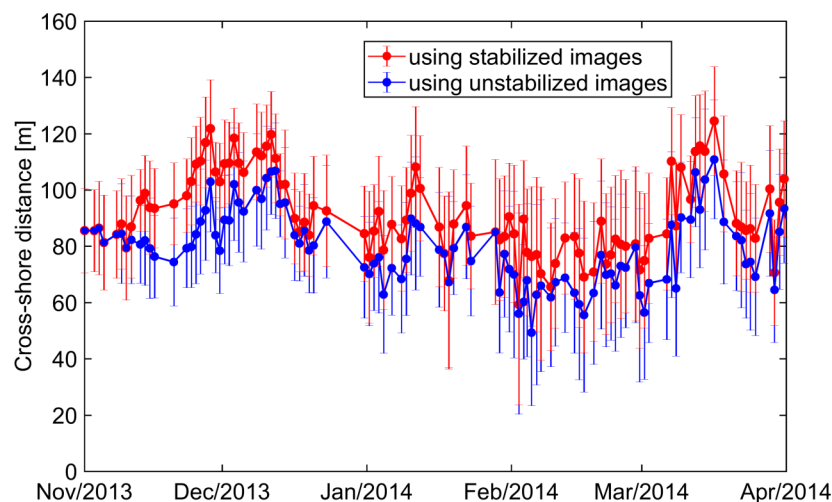 160
140
120
100
80
60
40
20
0
Cross-shore distance [m]
using stabilized images
using unstabilized images
Nov/2013 Dec/2013 Jan/2014 Feb/2014 Mar/2014 Apr/2014